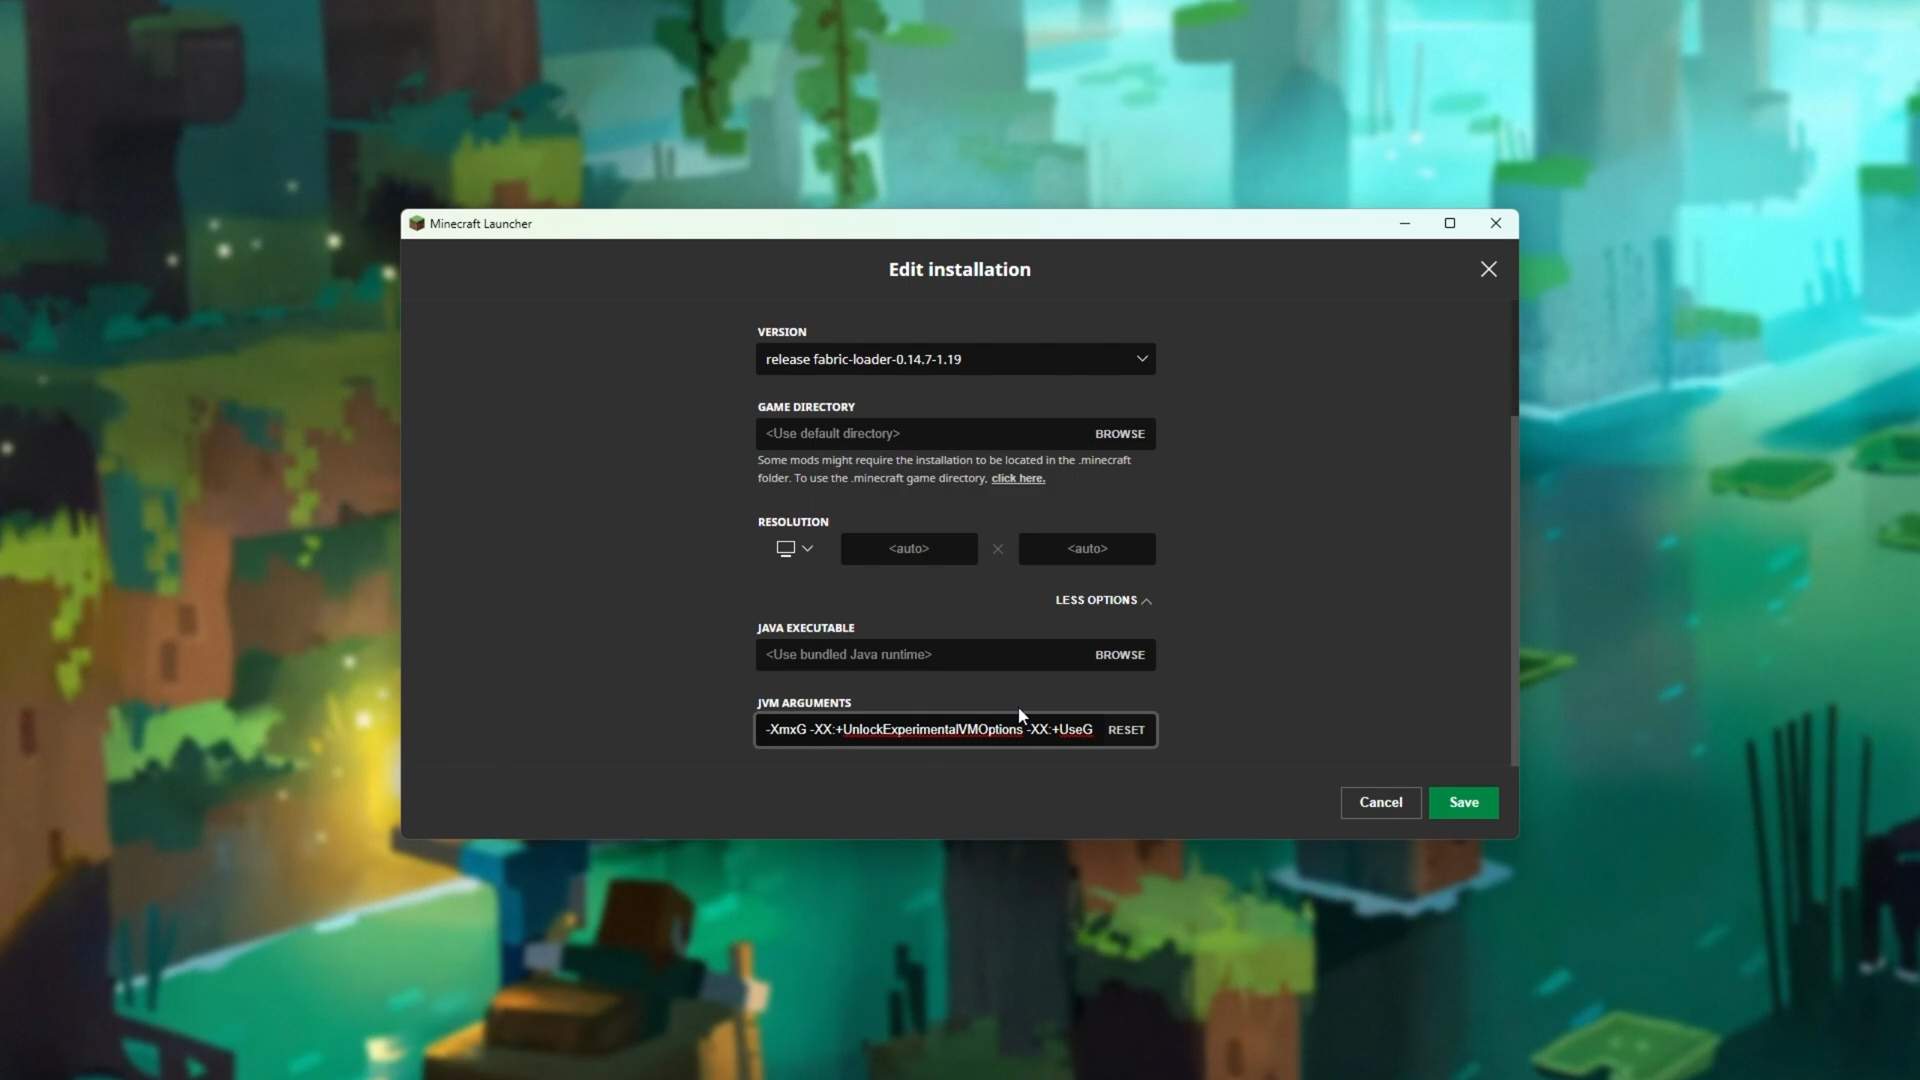 Minecraft Launcher
Edit installation
VERSION
release fabric-loader-0.14.7-1.19
GAME DIRECTORY
<Use default directory>
BROWSE
Some mods might require the installation to be located in the .minecraft
folder. To use the .minecraft game directory, click here.
RESOLUTION
<auto>
<auto>
LESS OPTIONS
JAVA EXECUTABLE
<Use bundled Java runtime>
BROWSE
JVM ARGUMENTS
-XmxG -XX:+UnlockExperimentalVMOptions -XX:+UseG
RESET
Cancel
Save